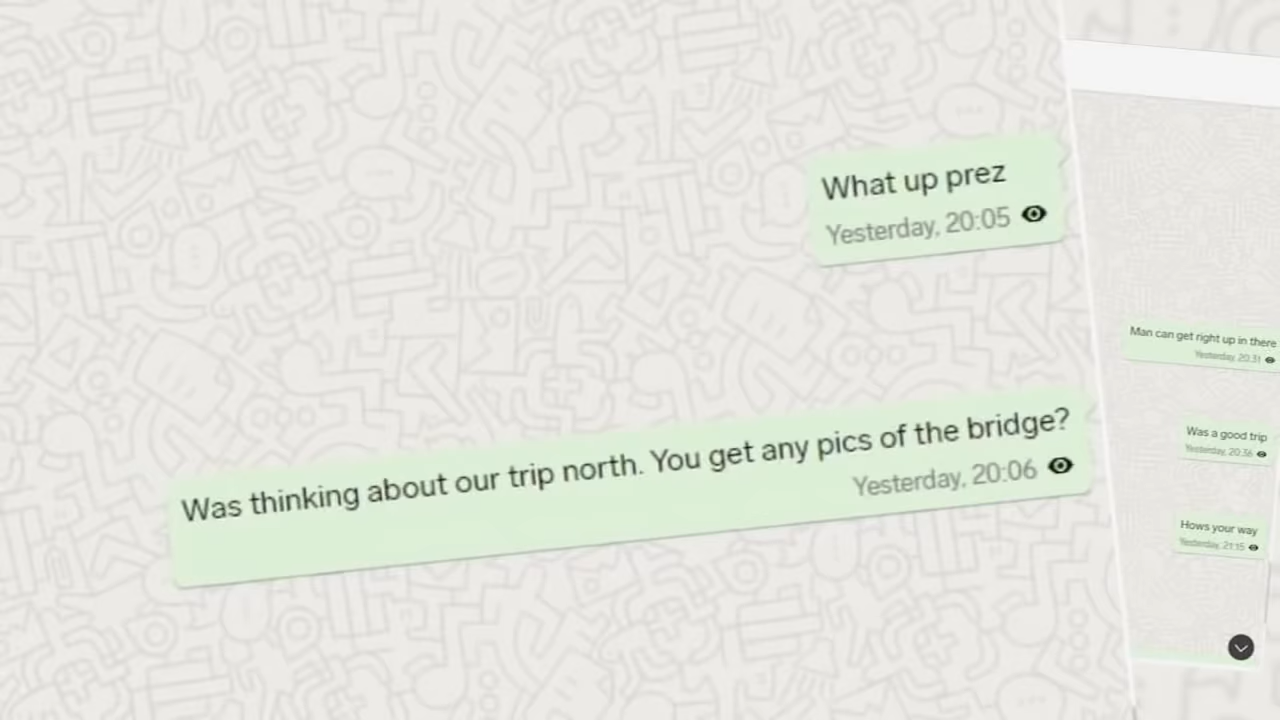 What up prez
Yesterday, 20:05
Was thinking about our trip north. You get any pics of the bridge?
Yesterday, 20:06
Man can get right up in there
Yesterday, 20:31
Was a good trip
Yesterday, 20:36
Hows your way
Yesterday, 21:15